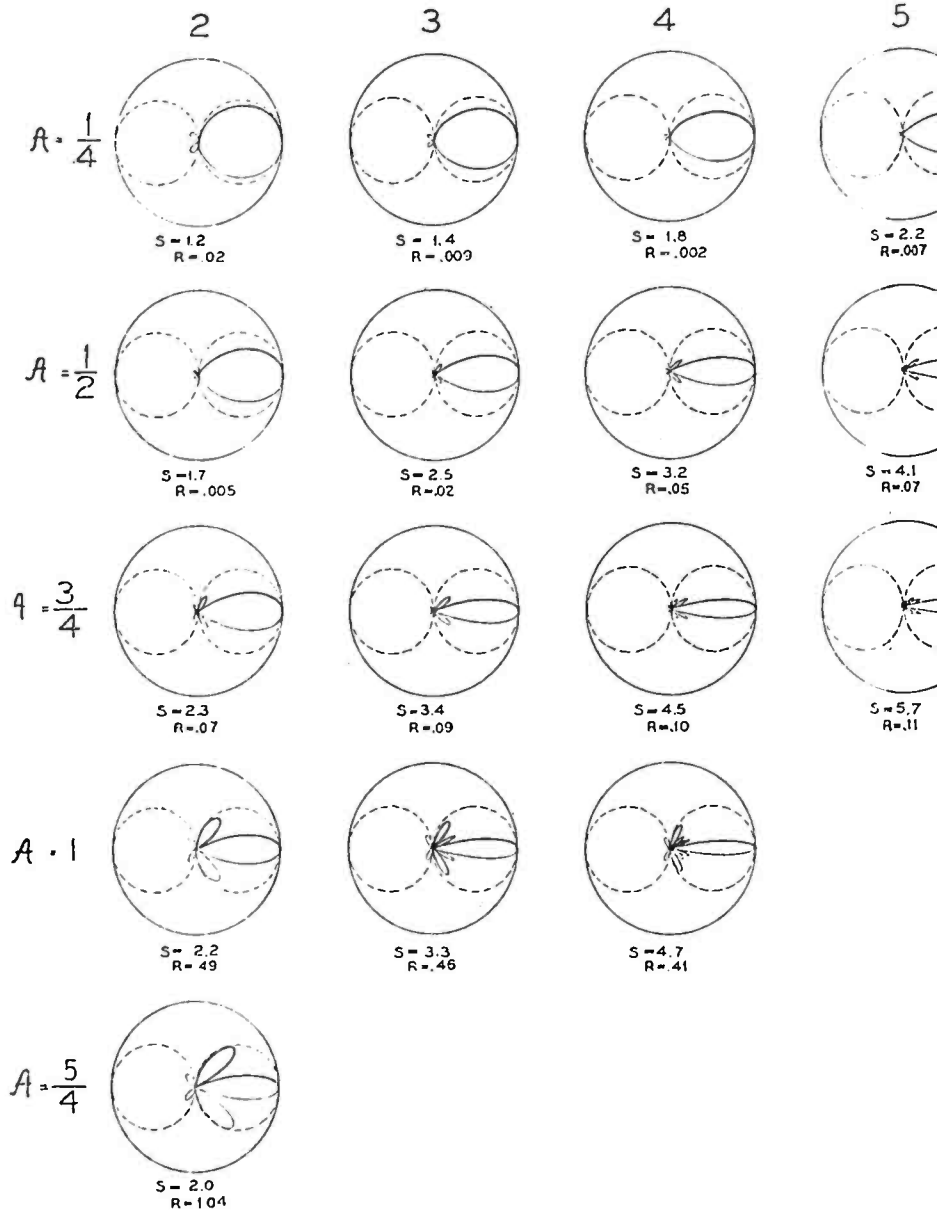 2 3 4 5
A = 1/4
S = 1.2 S = 1.4 S = 1.8 S = 2.2
R = .02 R = .009 R = .002 R = .007
A = 1/2
S = 1.7 S = 2.5 S = 3.2 S = 4.1
R = .005 R = .02 R = .05 R = .07
A = 3/4
S = 2.3 S = 3.4 S = 4.5 S = 5.7
R = .07 R = .09 R = .10 R = .11
A = 1
S = 2.2 S = 3.3 S = 4.7
R = .49 R = .46 R = .41
A = 5/4
S = 2.0
R = 1.04